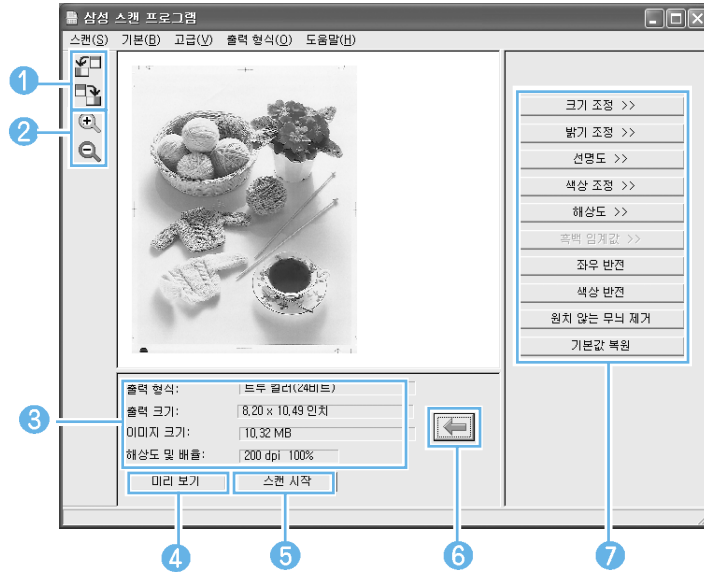 삼성 스캔 프로그램
스캔(S) 기본(B) 고급(V) 출력 형식(O) 도움말(H)
1
2
크기 조정 >>
밝기 조정 >>
선명도 >>
색상 조정 >>
해상도 >>
흑백 임계값 >>
좌우 반전
색상 반전
원치 않는 무늬 제거
기본값 복원
3
출력 형식: 트루 컬러(24비트)
출력 크기: 8,20 x 10,49 인치
이미지 크기: 10,32 MB
해상도 및 배율: 200 dpi 100%
미리 보기 스캔 시작
4
5
6
7